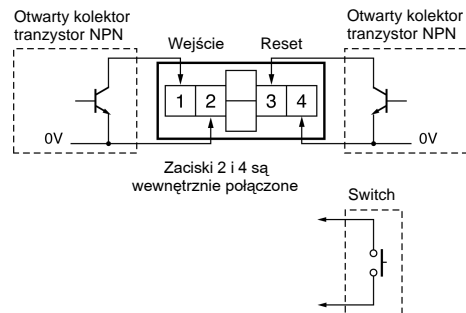 Otwarty kolektor
tranzystor NPN
Wejście
Reset
Otwarty kolektor
tranzystor NPN
1 2 3 4
0V
0V
Zaciski 2 i 4 są
wewnętrznie połączone
Switch